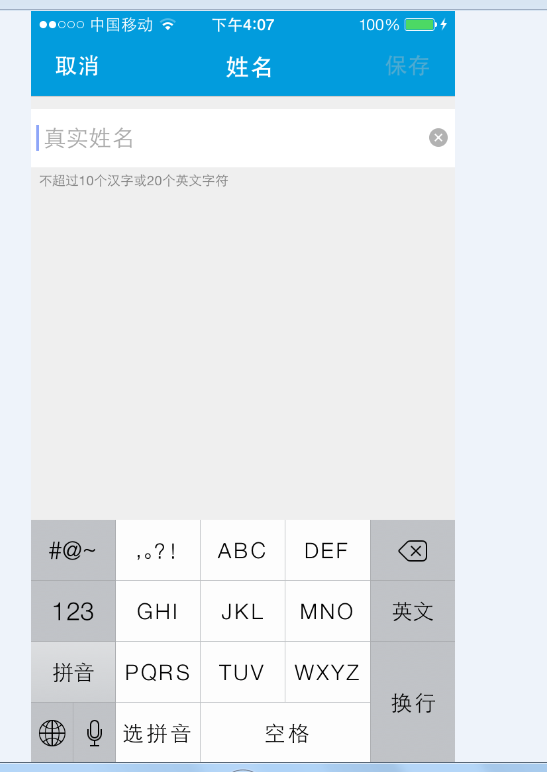 中国移动 下午4:07 100%
取消 姓名 保存
真实姓名
不超过10个汉字或20个英文字符
#@~ ,。?! ABC DEF
123 GHI JKL MNO 英文
拼音 PQRS TUV WXYZ
换行
选拼音 空格